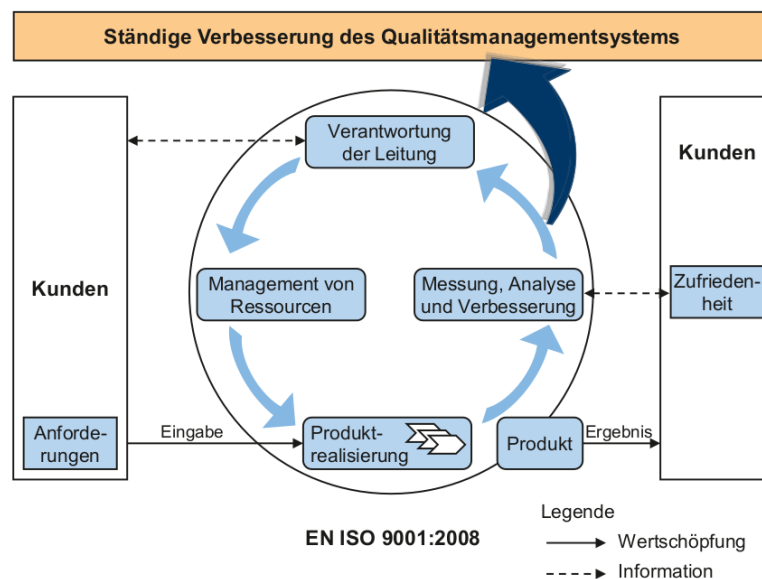 Ständige Verbesserung des Qualitätsmanagementsystems
Kunden
Anforde-
rungen
Eingabe
Verantwortung
der Leitung
Management von
Ressourcen
Messung, Analyse
und Verbesserung
Produkt-
realisierung
Produkt
Ergebnis
Kunden
Zufrieden-
heit
EN ISO 9001:2008
Legende
Wertschöpfung
Information